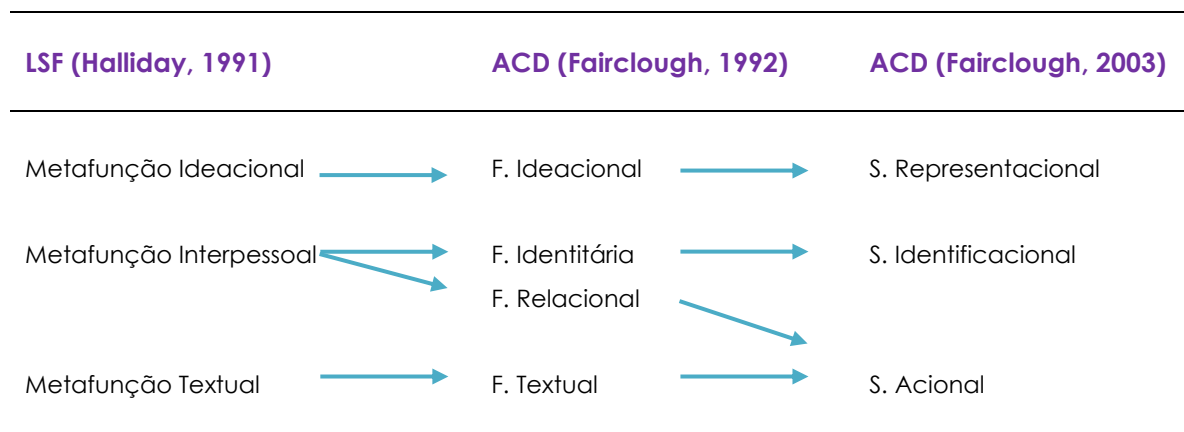 LSF (Halliday, 1991) ACD (Fairclough, 1992) ACD (Fairclough, 2003)
Metafunção Ideacional F. Ideacional S. Representacional
Metafunção Interpessoal F. Identitária S. Identificacional
F. Relacional
Metafunção Textual F. Textual S. Acional